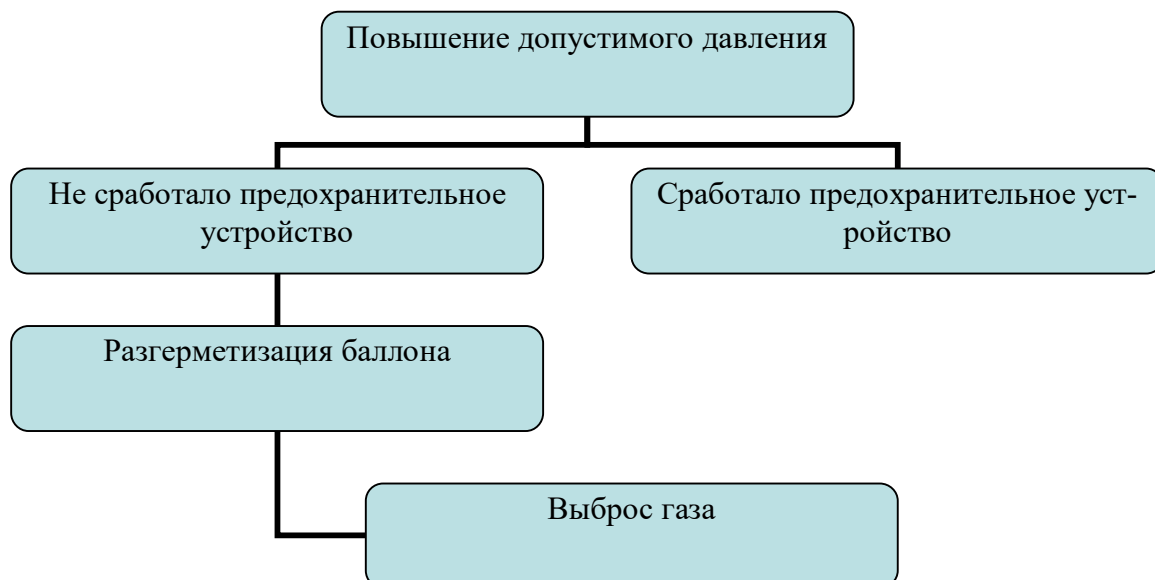 Повышение допустимого давления
Не сработало предохранительное
устройство
Сработало предохранительное уст-
ройство
Разгерметизация баллона
Выброс газа